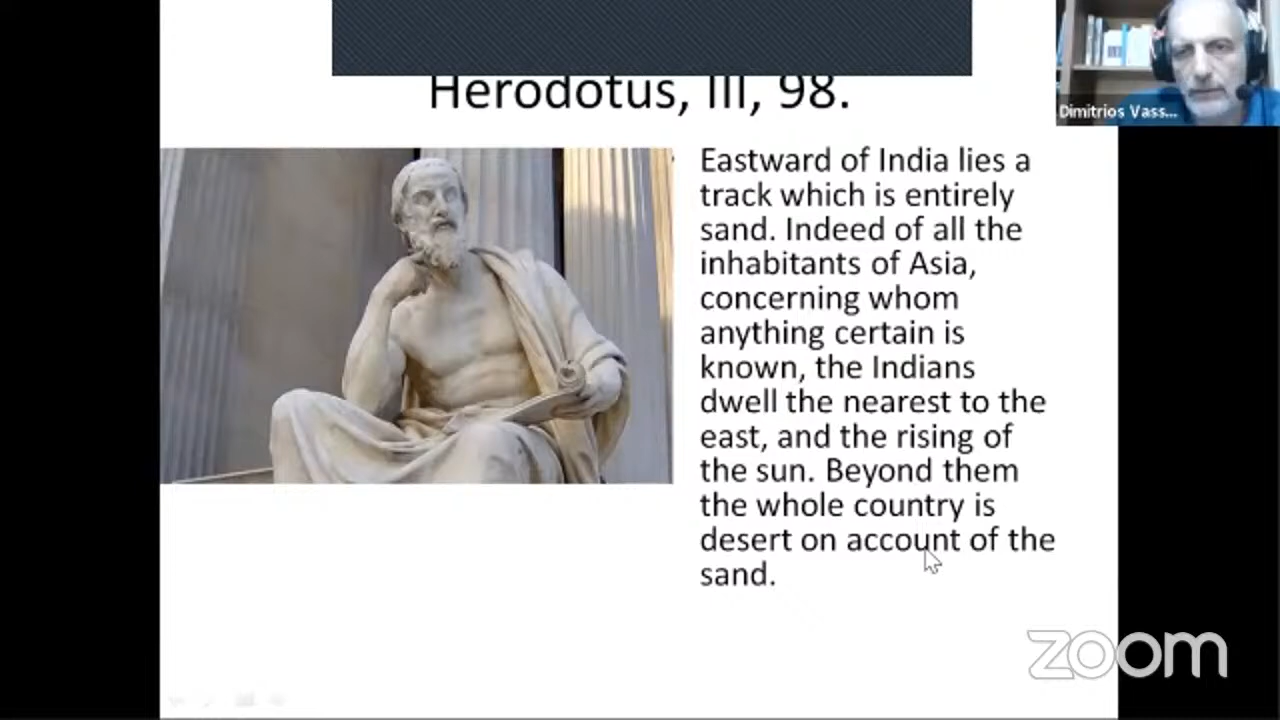 Herodotus, III, 98.
Dimitrios Vass...
Eastward of India lies a
track which is entirely
sand. Indeed of all the
inhabitants of Asia,
concerning whom
anything certain is
known, the Indians
dwell the nearest to the
east, and the rising of
the sun. Beyond them
the whole country is
desert on account of the
sand.
zoom